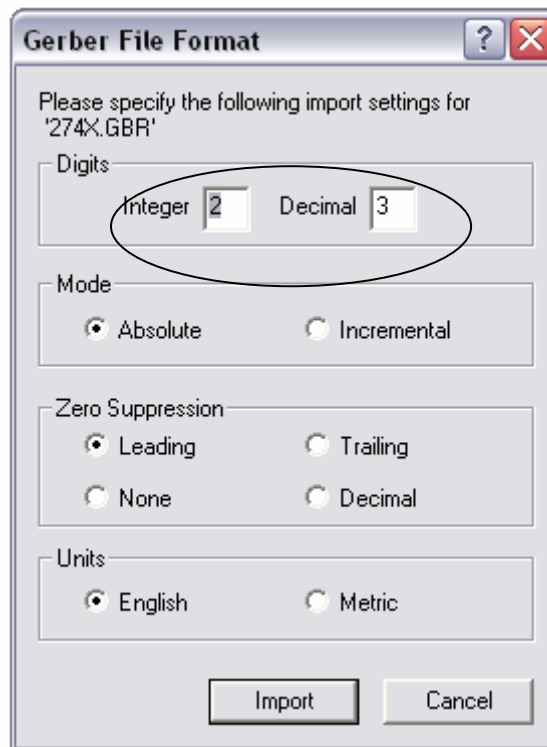 Gerber File Format
Please specify the following import settings for
'274X.GBR'
Digits
Integer 2 Decimal 3
Mode
Absolute Incremental
Zero Suppression
Leading Trailing
None Decimal
Units
English Metric
Import Cancel